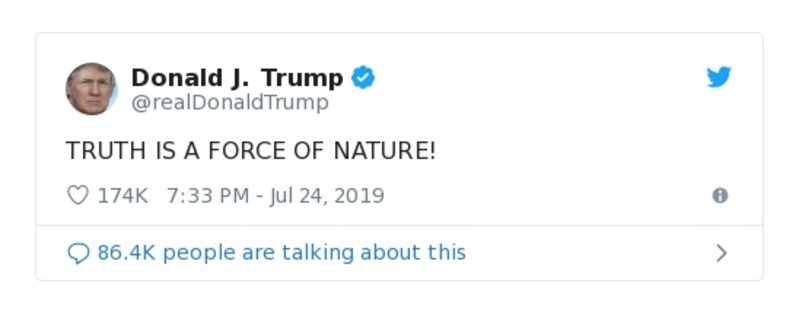 Donald J. Trump
@realDonaldTrump
TRUTH IS A FORCE OF NATURE!
174K 7:33 PM - Jul 24, 2019
86.4K people are talking about this